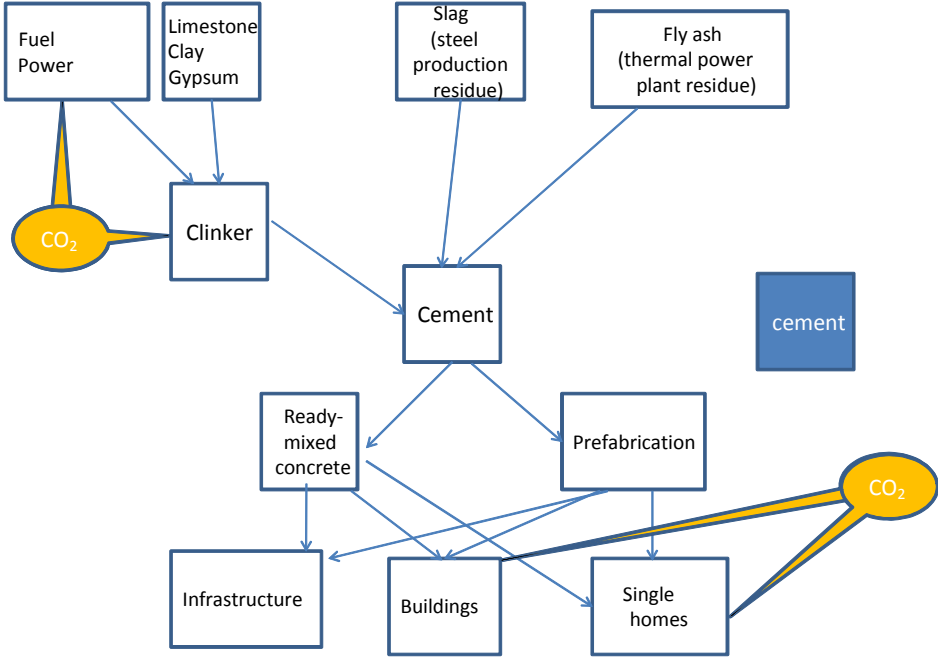 Fuel
Power
Limestone
Clay
Gypsum
Slag
(steel
production
residue)
Fly ash
(thermal power
plant residue)
CO₂
Clinker
Cement
cement
Ready-
mixed
concrete
Prefabrication
CO₂
Infrastructure
Buildings
Single
homes